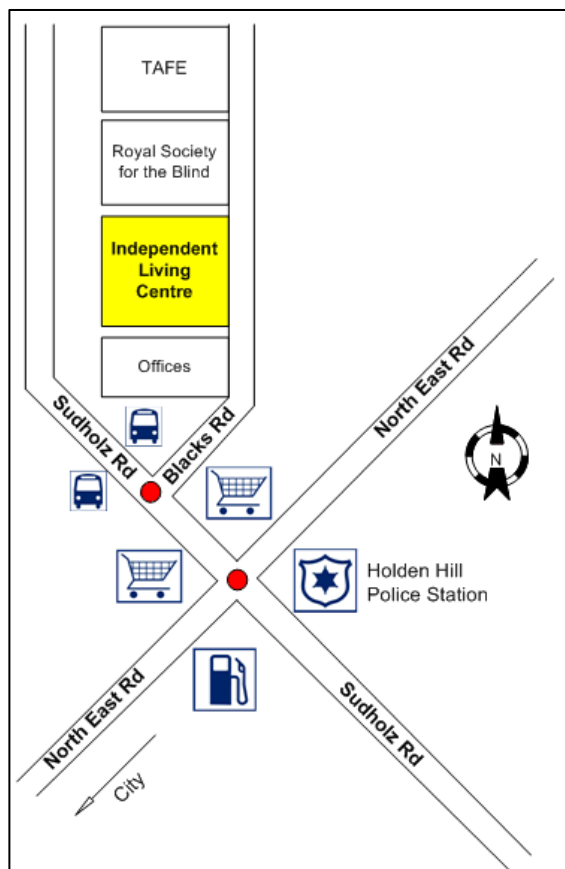 TAFE
Royal Society
for the Blind
Independent
Living
Centre
Offices
Sudholz Rd
Blacks Rd
North East Rd
N
Holden Hill
Police Station
North East Rd
Sudholz Rd
City